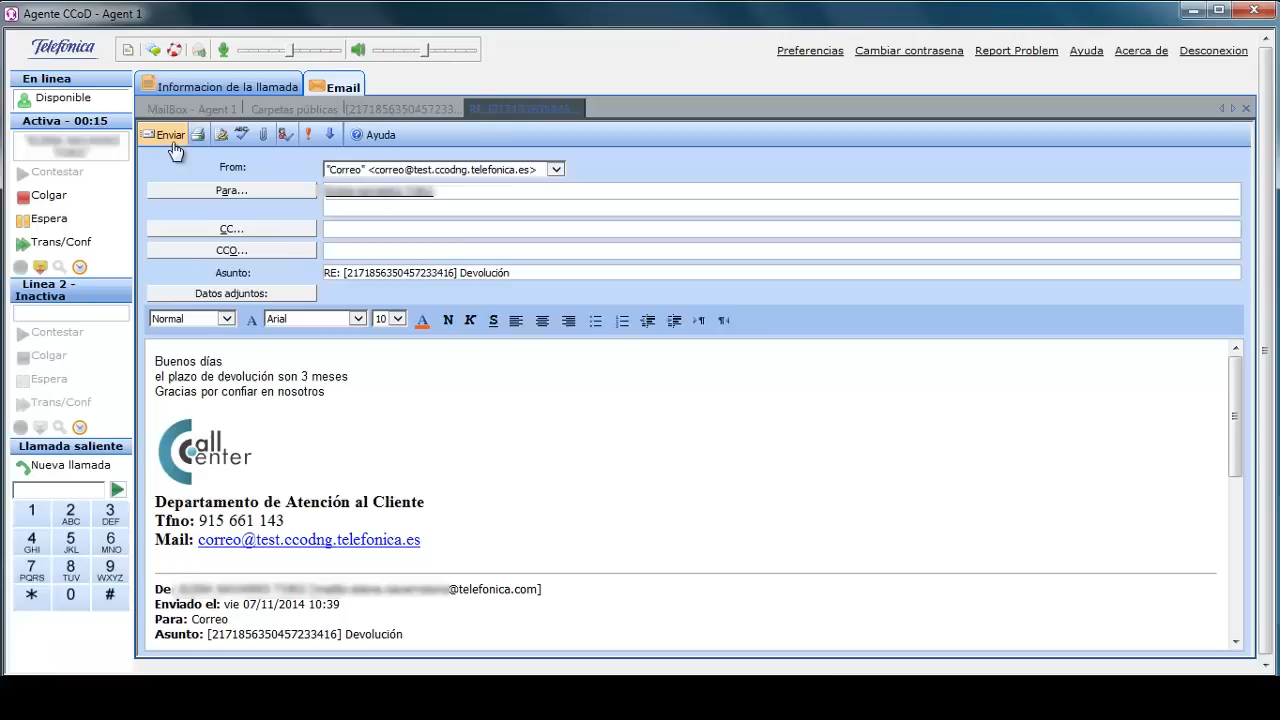 Agente CCoD - Agent 1
Telefónica
Preferencias Cambiar contrasena Report Problem Ayuda Acerca de Desconexion
En linea
Disponible
Activa - 00:15
Contestar
Colgar
Espera
Trans/Conf
Linea 2 -
Inactiva
Contestar
Colgar
Espera
Trans/Conf
Llamada saliente
Nueva llamada
1 2 ABC 3 DEF
4 GHI 5 JKL 6 MNO
7 PQRS 8 TUV 9 WXYZ
* 0 #
Informacion de la llamada Email
MailBox - Agent 1 Carpetas públicas [2171856350457233...
Enviar Ayuda
From: "Correo" <correo@test.ccodng.telefonica.es>
Para...
CC...
CCO...
Asunto: RE: [2171856350457233416] Devolución
Datos adjuntos:
Normal A Arial 10 A N K S
Buenos días
el plazo de devolución son 3 meses
Gracias por confiar en nosotros
Call Center
Departamento de Atención al Cliente
Tfno: 915 661 143
Mail: correo@test.ccodng.telefonica.es
De @telefonica.com]
Enviado el: vie 07/11/2014 10:39
Para: Correo
Asunto: [2171856350457233416] Devolución